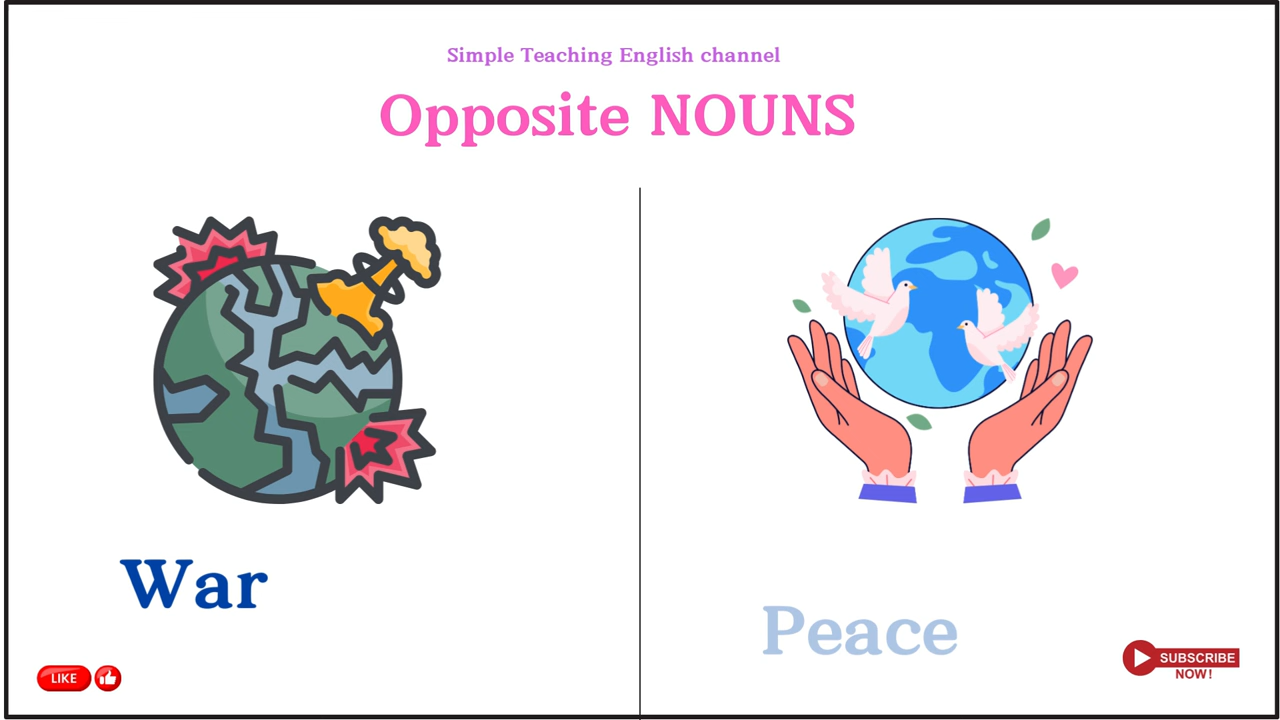 Simple Teaching English channel
Opposite NOUNS
War
Peace
LIKE
SUBSCRIBE
NOW!